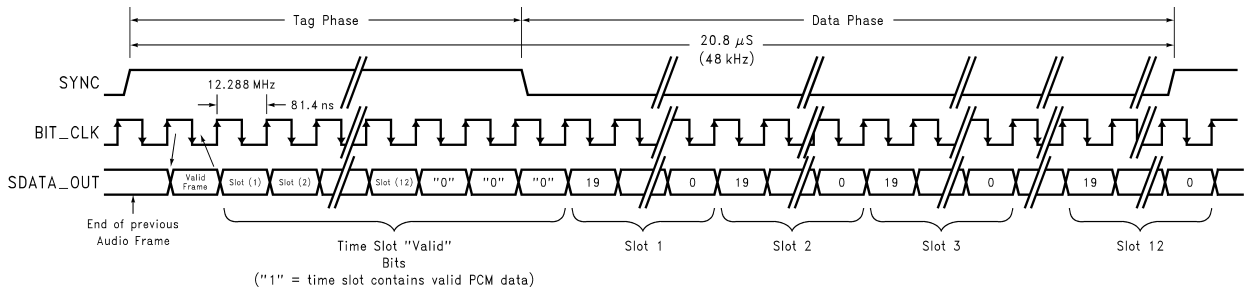 Tag Phase
Data Phase
20.8 µS
(48 kHz)
SYNC
12.288 MHz
81.4 ns
BIT_CLK
SDATA_OUT
Valid
Frame
Slot (1)
Slot (2)
Slot (12)
"0"
"0"
"0"
19
0
19
0
19
0
19
0
End of previous
Audio Frame
Time Slot "Valid"
Bits
("1" = time slot contains valid PCM data)
Slot 1
Slot 2
Slot 3
Slot 12